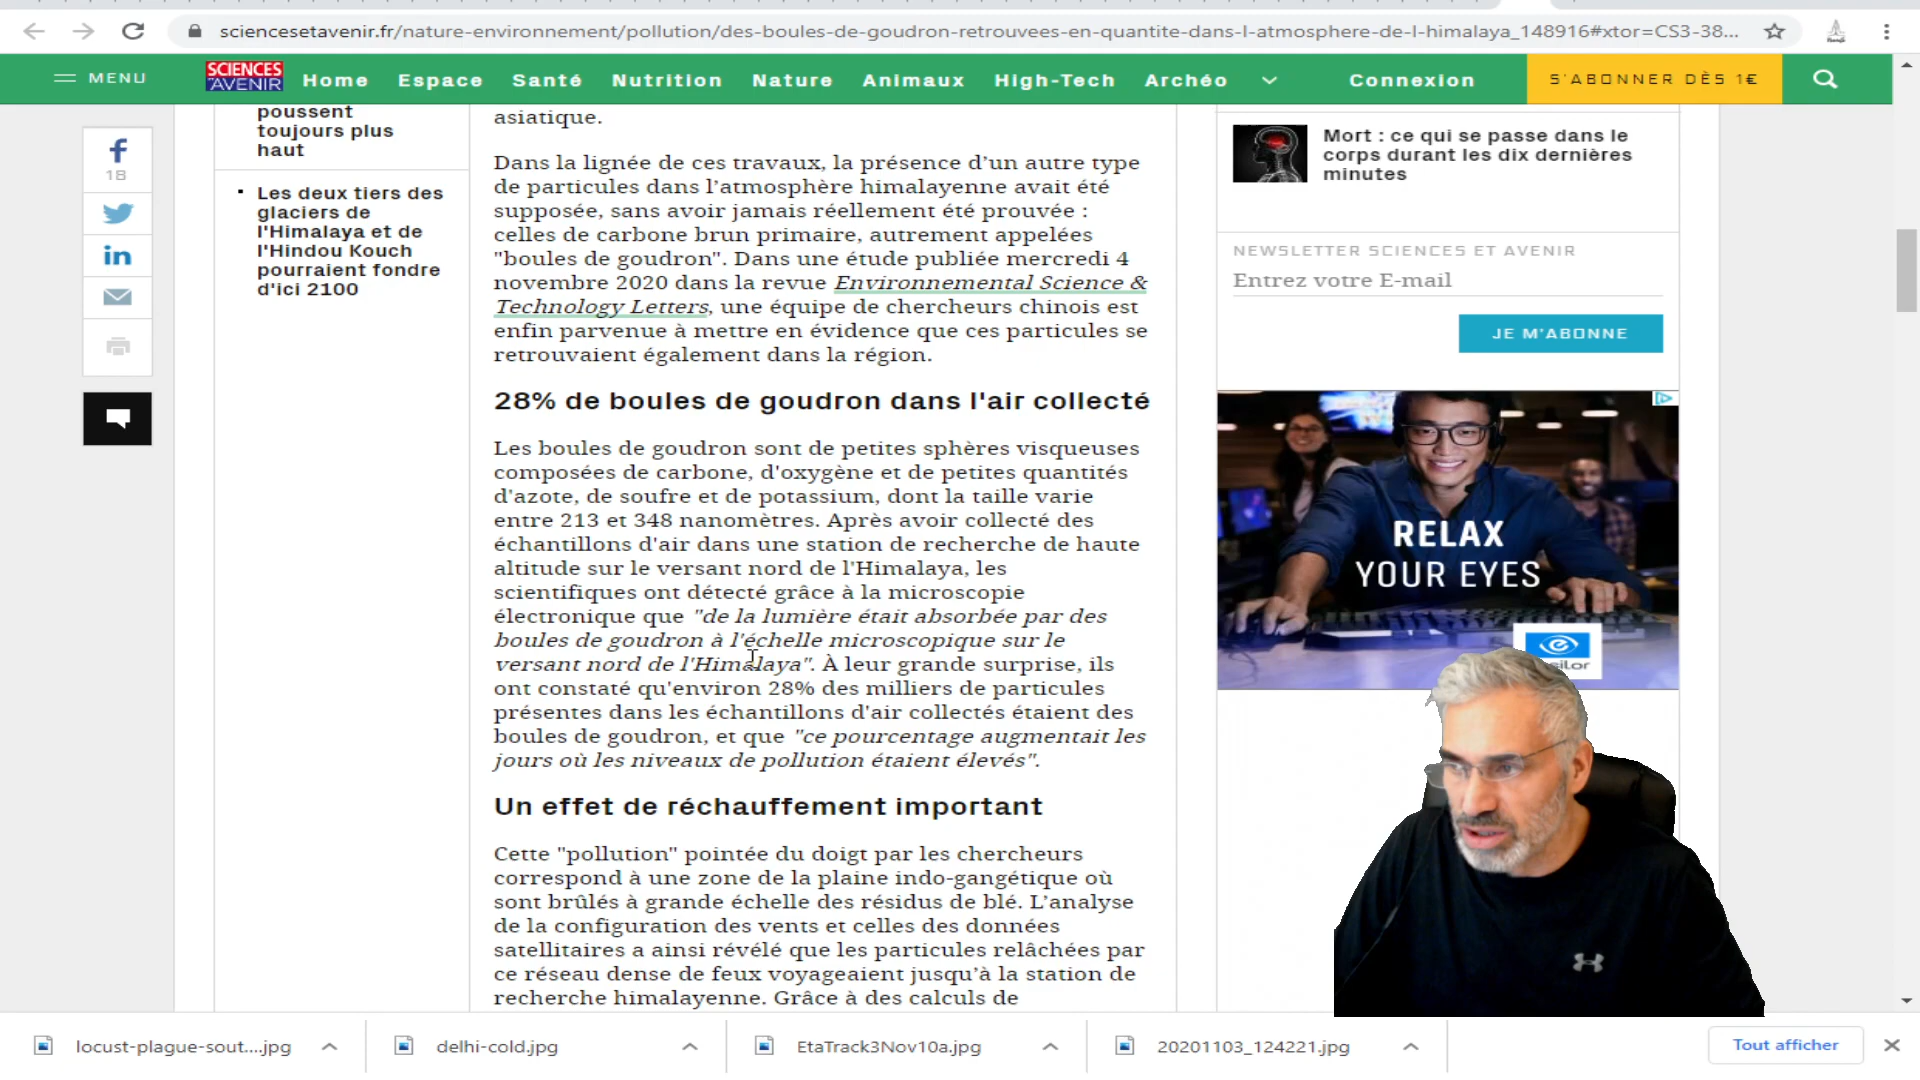 sciencesetavenir.fr/nature-environnement/pollution/des-boules-de-goudron-retrouvees-en-quantite-dans-l-atmosphere-de-l-himalaya_148916#xtor=CS3-38...
MENU
SCIENCES
AVENIR
Home
Espace
Santé
Nutrition
Nature
Animaux
High-Tech
Archéo
Connexion
S'ABONNER DÈS 1€
18
poussent
toujours plus
haut
Les deux tiers des
glaciers de
l'Himalaya et de
l'Hindou Kouch
pourraient fondre
d'ici 2100
asiatique.
Dans la lignée de ces travaux, la présence d’un autre type
de particules dans l’atmosphère himalayenne avait été
supposée, sans avoir jamais réellement été prouvée :
celles de carbone brun primaire, autrement appelées
"boules de goudron". Dans une étude publiée mercredi 4
novembre 2020 dans la revue Environnemental Science &
Technology Letters, une équipe de chercheurs chinois est
enfin parvenue à mettre en évidence que ces particules se
retrouvaient également dans la région.
28% de boules de goudron dans l'air collecté
Les boules de goudron sont de petites sphères visqueuses
composées de carbone, d'oxygène et de petites quantités
d'azote, de soufre et de potassium, dont la taille varie
entre 213 et 348 nanomètres. Après avoir collecté des
échantillons d'air dans une station de recherche de haute
altitude sur le versant nord de l'Himalaya, les
scientifiques ont détecté grâce à la microscopie
électronique que "de la lumière était absorbée par des
boules de goudron à l'échelle microscopique sur le
versant nord de l'Himalaya". À leur grande surprise, ils
ont constaté qu'environ 28% des milliers de particules
présentes dans les échantillons d'air collectés étaient des
boules de goudron, et que "ce pourcentage augmentait les
jours où les niveaux de pollution étaient élevés".
Un effet de réchauffement important
Cette "pollution" pointée du doigt par les chercheurs
correspond à une zone de la plaine indo-gangétique où
sont brûlés à grande échelle des résidus de blé. L’analyse
de la configuration des vents et celles des données
satellitaires a ainsi révélé que les particules relâchées par
ce réseau dense de feux voyageaient jusqu’à la station de
recherche himalayenne. Grâce à des calculs de
Mort : ce qui se passe dans le
corps durant les dix dernières
minutes
NEWSLETTER SCIENCES ET AVENIR
Entrez votre E-mail
JE M'ABONNE
RELAX
YOUR EYES
silor
locust-plague-sout....jpg
delhi-cold.jpg
EtaTrack3Nov10a.jpg
20201103_124221.jpg
Tout afficher